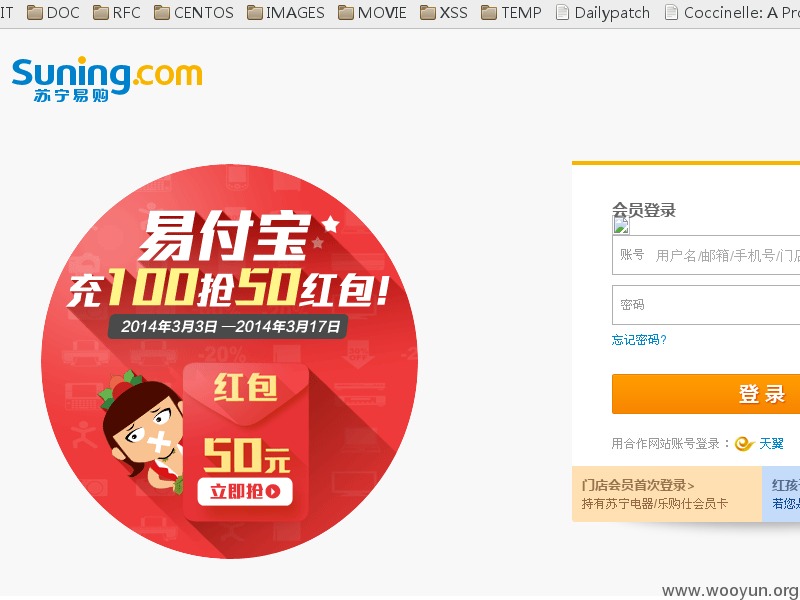 IT DOC RFC CENTOS IMAGES MOVIE XSS TEMP Dailypatch Coccinelle: A Pro
Suning.com
苏宁易购
易付宝
充100抢50红包!
2014年3月3日 —2014年3月17日
-20%
红包
50元
立即抢
会员登录
账号 用户名/邮箱/手机号/门店
密码
忘记密码?
登 录
用合作网站账号登录： 天翼
门店会员首次登录>
持有苏宁电器/乐购仕会员卡
红孩
若您是
www.wooyun.org